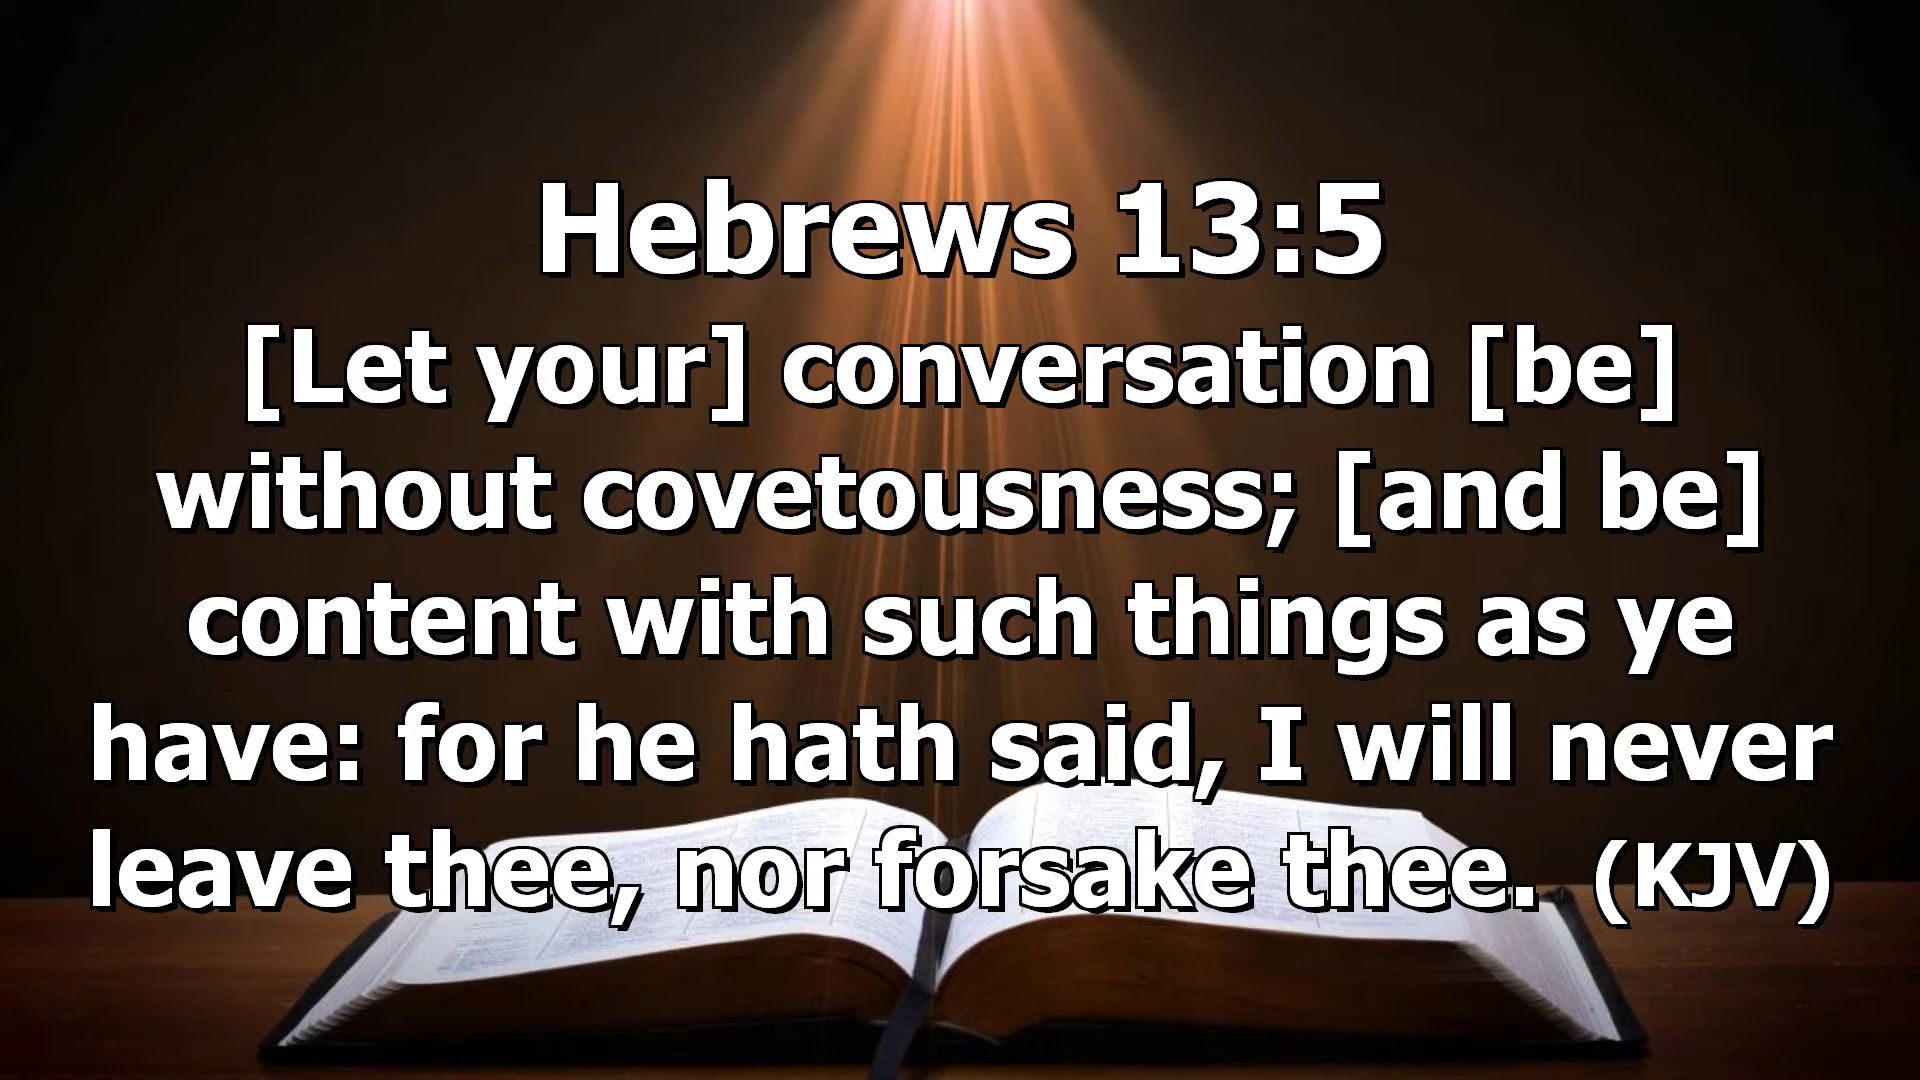 Hebrews 13:5
[Let your] conversation [be]
without covetousness; [and be]
content with such things as ye
have: for he hath said, I will never
leave thee, nor forsake thee. (KJV)